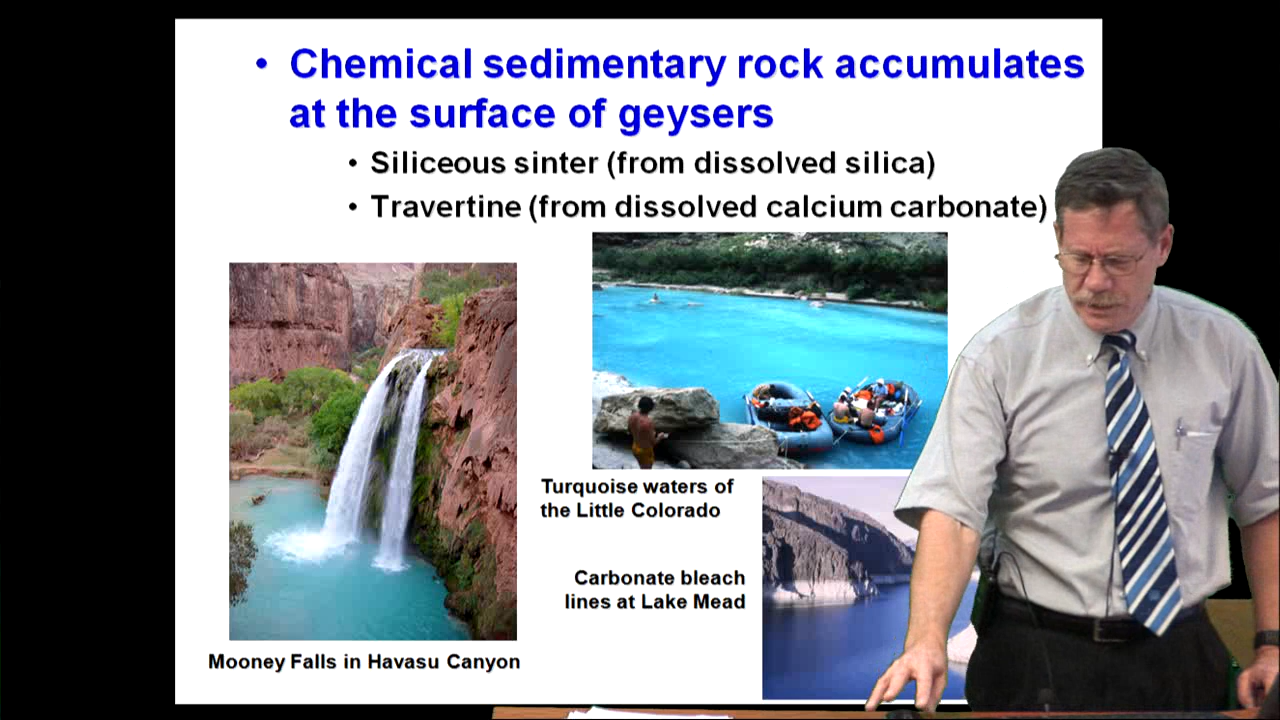 • Chemical sedimentary rock accumulates
at the surface of geysers
• Siliceous sinter (from dissolved silica)
• Travertine (from dissolved calcium carbonate)
Turquoise waters of
the Little Colorado
Carbonate bleach
lines at Lake Mead
Mooney Falls in Havasu Canyon